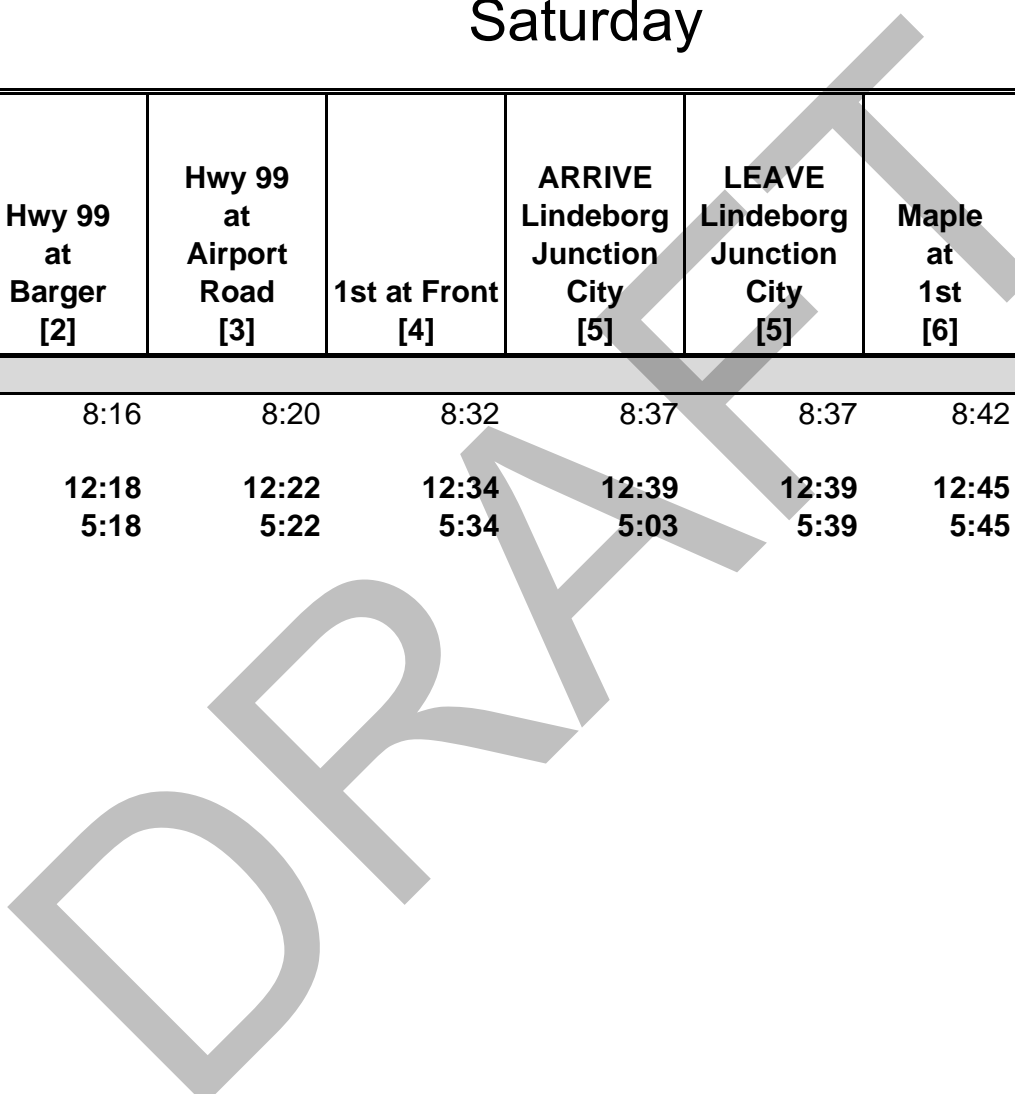 Saturday
Hwy 99 at Barger [2]
Hwy 99 at Airport Road [3]
1st at Front [4]
ARRIVE Lindeborg Junction City [5]
LEAVE Lindeborg Junction City [5]
Maple at 1st [6]
8:16 8:20 8:32 8:37 8:37 8:42
12:18 12:22 12:34 12:39 12:39 12:45
5:18 5:22 5:34 5:03 5:39 5:45
DRAFT